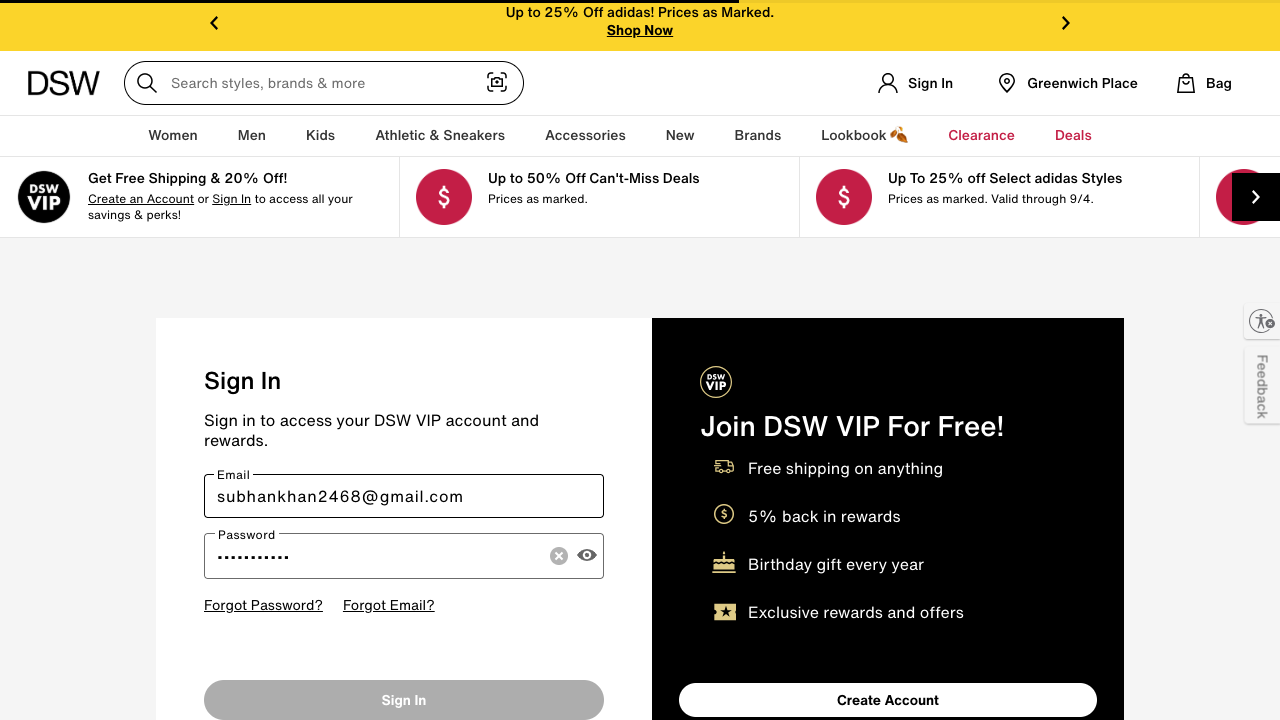 Up to 25% Off adidas! Prices as Marked.
Shop Now
DSW
Search styles, brands & more
Sign In
Greenwich Place
Bag
Women
Men
Kids
Athletic & Sneakers
Accessories
New
Brands
Lookbook
Clearance
Deals
DSW
VIP
Get Free Shipping & 20% Off!
Create an Account or Sign In to access all your
savings & perks!
$
Up to 50% Off Can't-Miss Deals
Prices as marked.
$
Up To 25% off Select adidas Styles
Prices as marked. Valid through 9/4.
Feedback
Sign In
Sign in to access your DSW VIP account and
rewards.
Email
subhankhan2468@gmail.com
Password
•••••••••••
Forgot Password?
Forgot Email?
Sign In
DSW
VIP
Join DSW VIP For Free!
Free shipping on anything
$
5% back in rewards
Birthday gift every year
Exclusive rewards and offers
Create Account